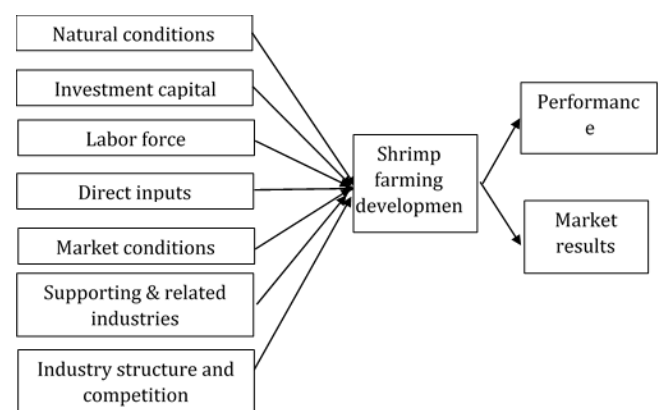 Natural conditions
Investment capital
Labor force
Direct inputs
Market conditions
Supporting & related
industries
Industry structure and
competition
Shrimp
farming
developmen
Performanc
e
Market
results